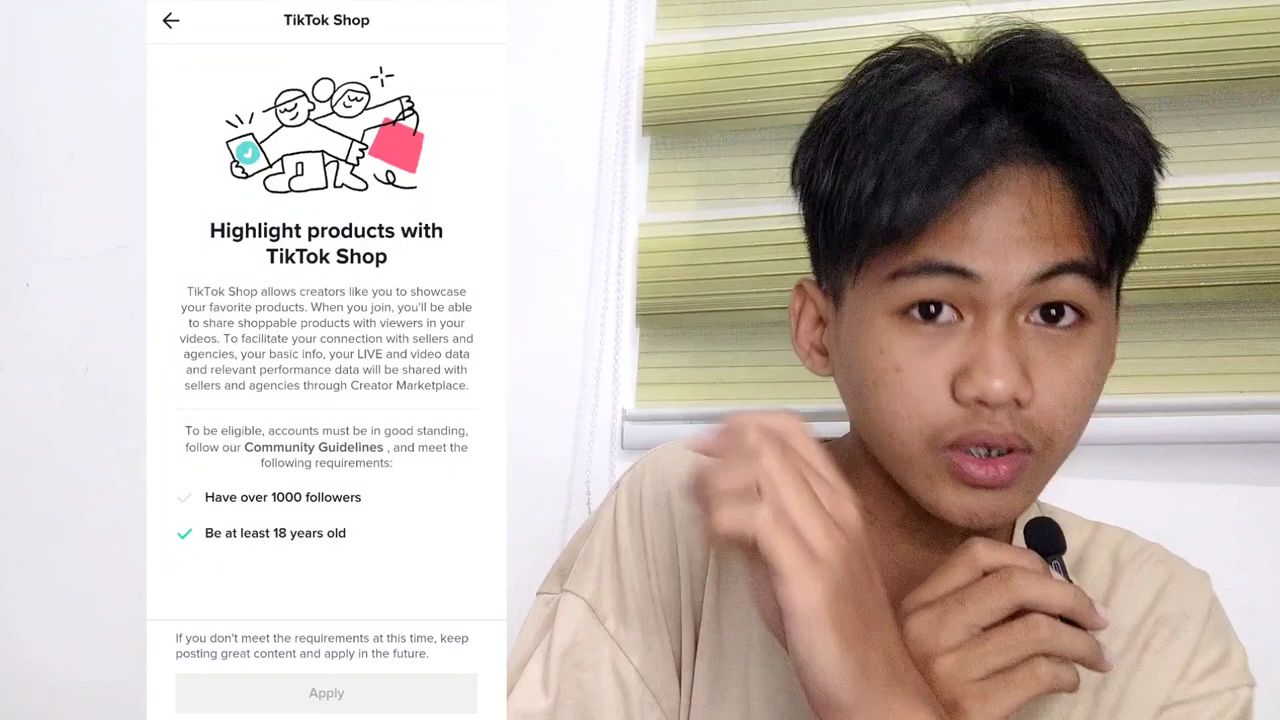 TikTok Shop
Highlight products with
TikTok Shop
TikTok Shop allows creators like you to showcase
your favorite products. When you join, you'll be able
to share shoppable products with viewers in your
videos. To facilitate your connection with sellers and
agencies, your basic info, your LIVE and video data
and relevant performance data will be shared with
sellers and agencies through Creator Marketplace.
To be eligible, accounts must be in good standing,
follow our Community Guidelines , and meet the
following requirements:
Have over 1000 followers
Be at least 18 years old
If you don't meet the requirements at this time, keep
posting great content and apply in the future.
Apply